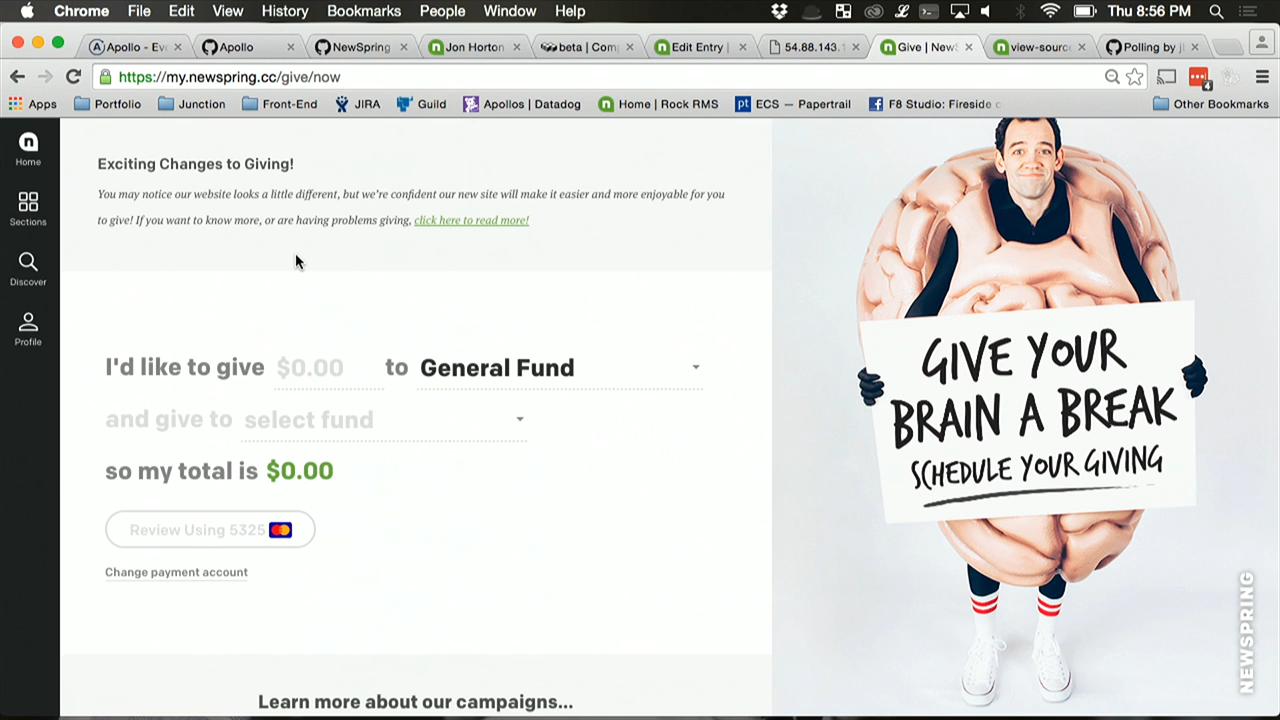 Chrome File Edit View History Bookmarks People Window Help Thu 8:56 PM
Apollo - Eve Apollo NewSpring Jon Horton beta | Com Edit Entry | 54.88.143.1 Give | NewS view-sourc Polling by jl
https://my.newspring.cc/give/now
4
Apps Portfolio Junction Front-End JIRA Guild Apollos | Datadog Home | Rock RMS pt ECS — Papertrail F8 Studio: Fireside c Other Bookmarks
Home
Sections
Discover
Profile
Exciting Changes to Giving!
You may notice our website looks a little different, but we're confident our new site will make it easier and more enjoyable for you
to give! If you want to know more, or are having problems giving, click here to read more!
I'd like to give $0.00 to General Fund
and give to select fund
so my total is $0.00
Review Using 5325
Change payment account
Learn more about our campaigns...
GIVE YOUR
BRAIN A BREAK
SCHEDULE YOUR GIVING
NEWSPRING